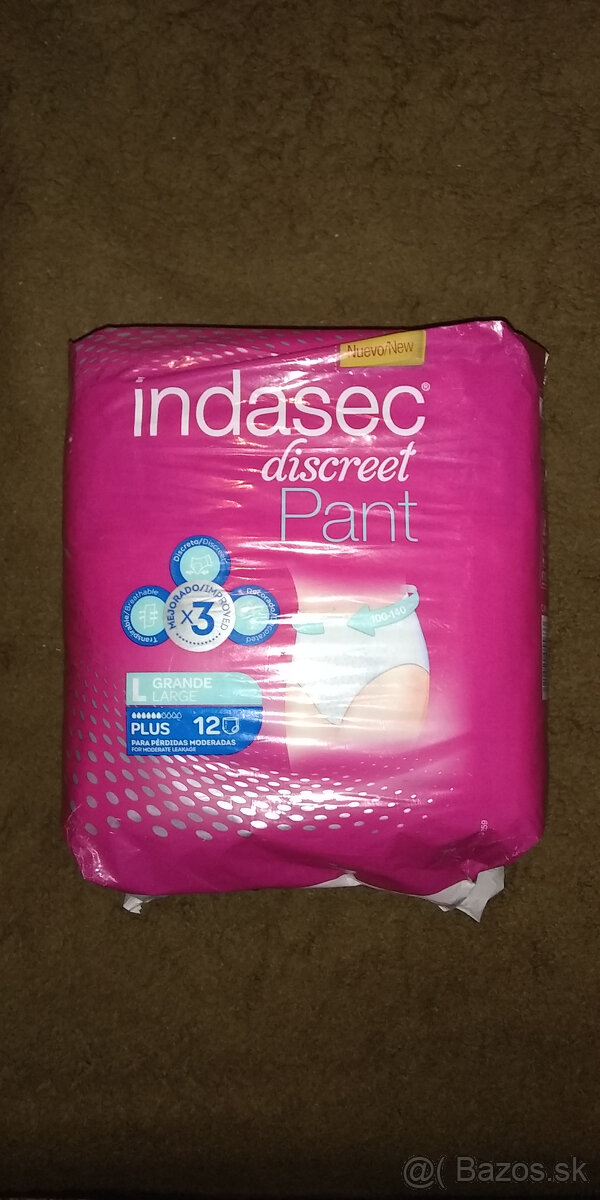 Nuevo/New
indasec®
discreet
Pant
Discreto/Discreet
Transpirable/Breathable
MEJORADO/IMPROVED
x3
100-140
L GRANDE
LARGE
PLUS 12
PARA PÉRDIDAS MODERADAS
FOR MODERATE LEAKAGE
@( Bazos.sk